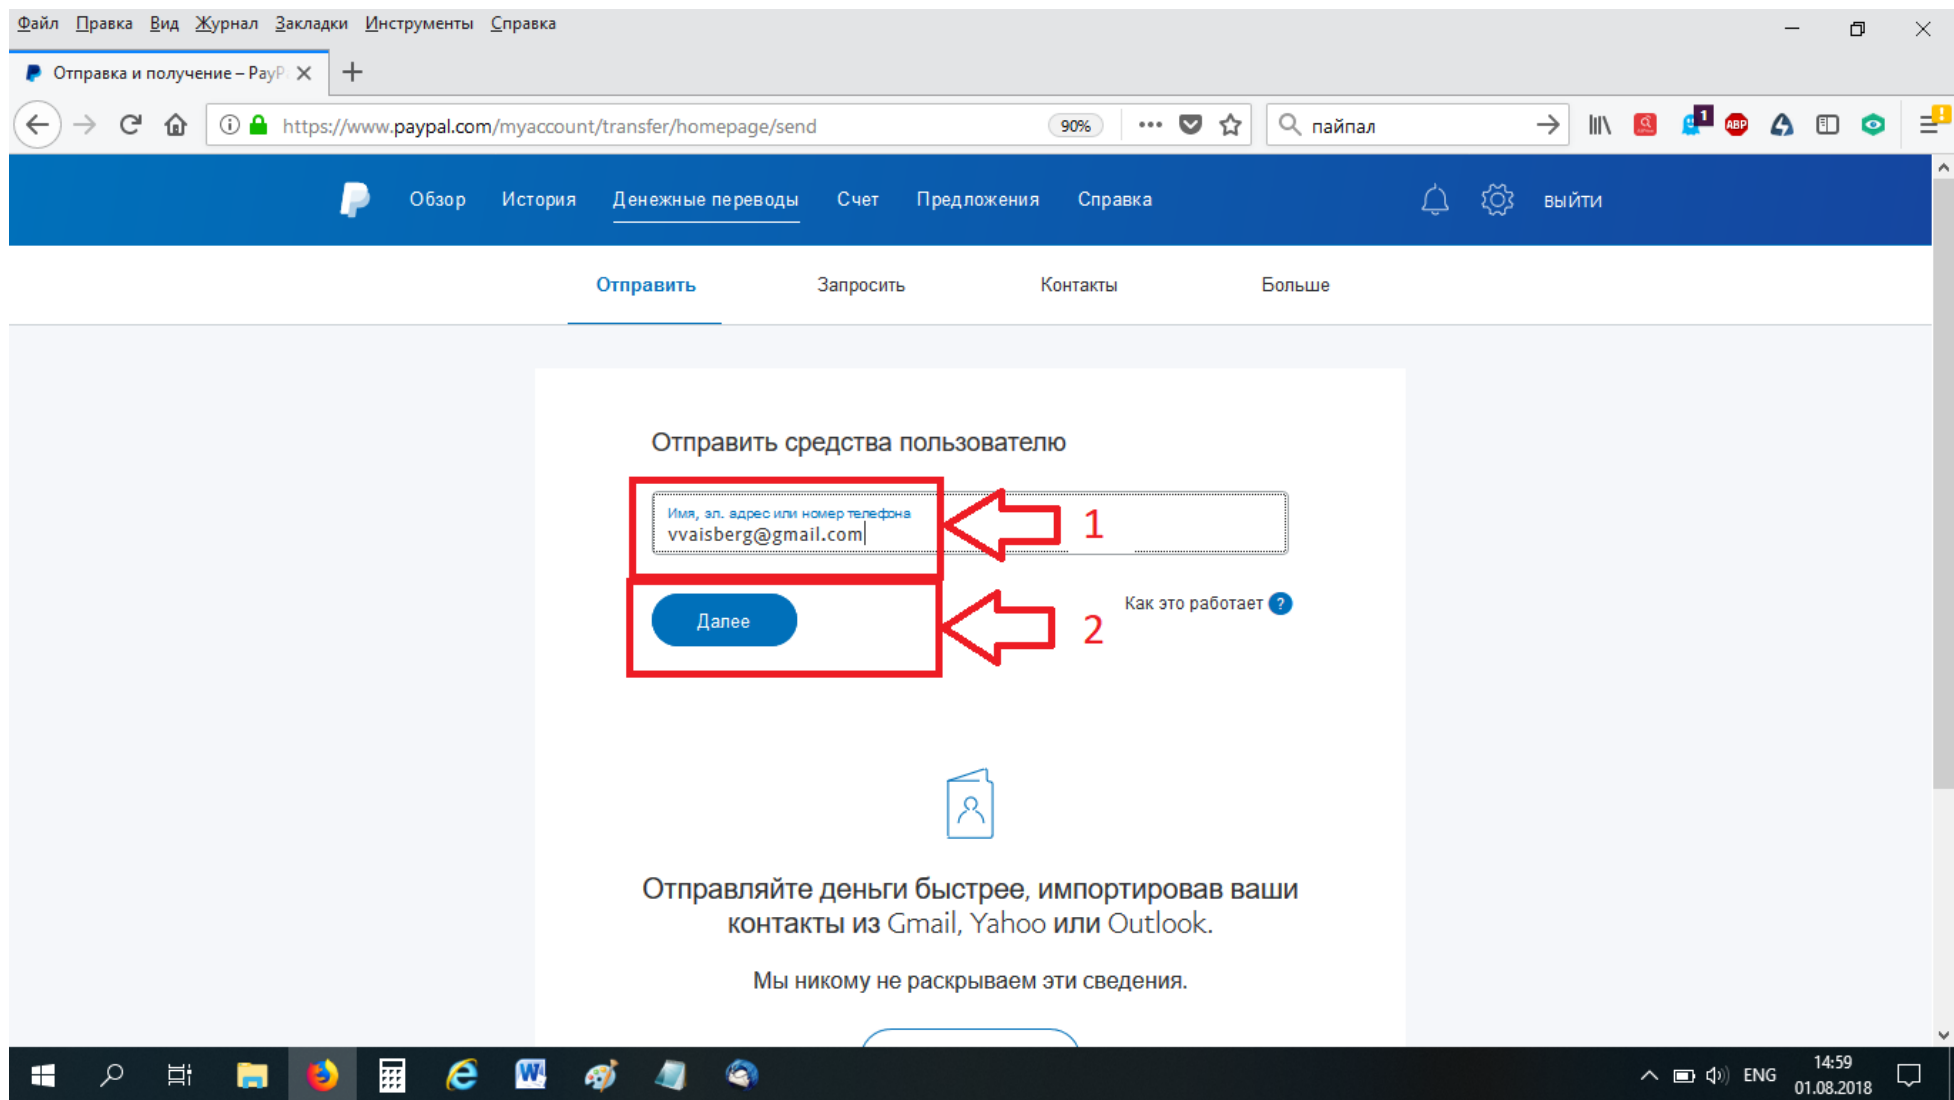 Файл Правка Вид Журнал Закладки Инструменты Справка
Отправка и получение – PayP
https://www.paypal.com/myaccount/transfer/homepage/send
90%
пайпал
1
ABP
Обзор История Денежные переводы Счет Предложения Справка ВЫЙТИ
Отправить Запросить Контакты Больше
Отправить средства пользователю
Имя, эл. адрес или номер телефона
vvaisberg@gmail.com
1
Как это работает ?
Далее
2
Отправляйте деньги быстрее, импортировав ваши
контакты из Gmail, Yahoo или Outlook.
Мы никому не раскрываем эти сведения.
ENG
14:59
01.08.2018